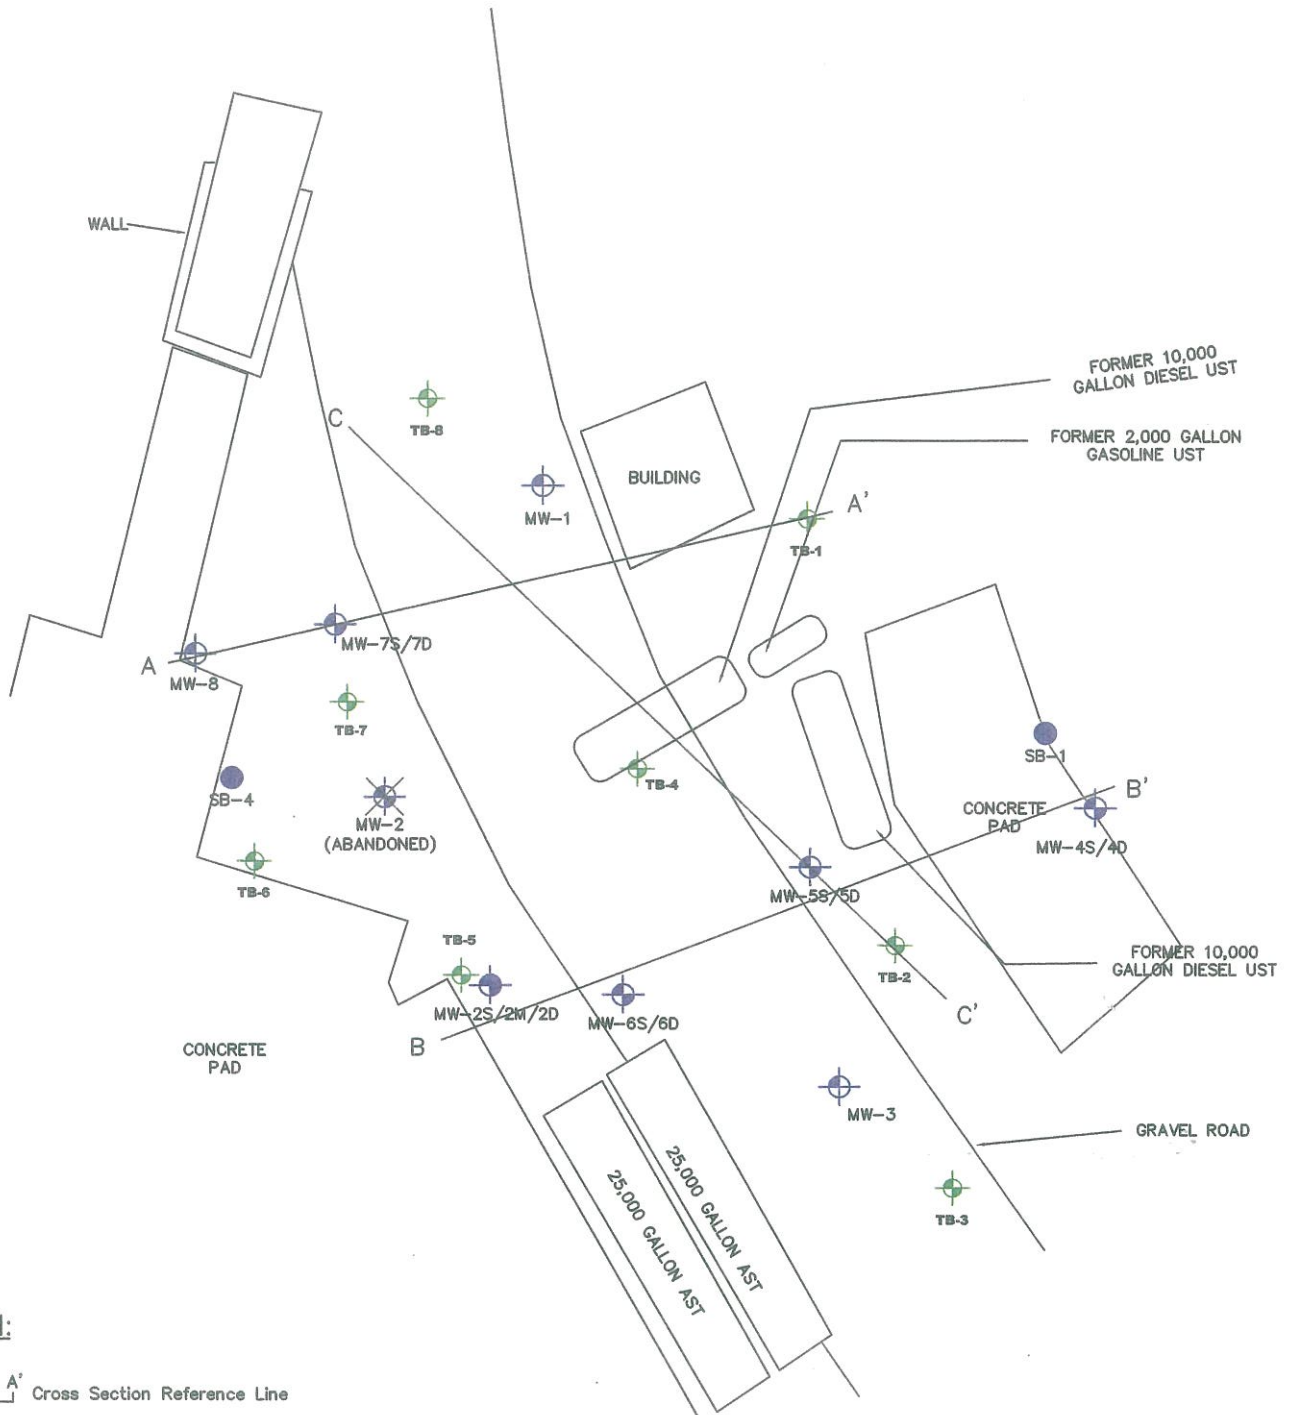 WALL
C
TB-8
FORMER 10,000
GALLON DIESEL UST
FORMER 2,000 GALLON
GASOLINE UST
BUILDING
MW-1
A'
TB-1
MW-7S/7D
A
MW-8
TB-7
SB-4
MW-2
(ABANDONED)
TB-4
SB-1
B'
CONCRETE
PAD
MW-4S/4D
TB-6
MW-5S/5D
TB-5
FORMER 10,000
GALLON DIESEL UST
TB-2
MW-2S/2M/2D
MW-6S/6D
C'
B
CONCRETE
PAD
MW-3
GRAVEL ROAD
TB-3
25,000 GALLON AST
25,000 GALLON AST
A'
Cross Section Reference Line